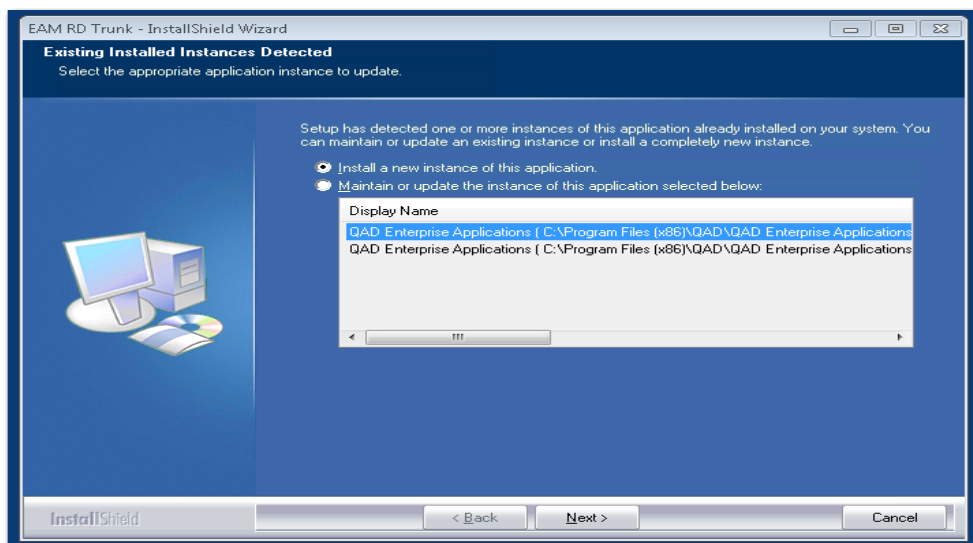 EAM RD Trunk - InstallShield Wizard
Existing Installed Instances Detected
Select the appropriate application instance to update.
Setup has detected one or more instances of this application already installed on your system. You
can maintain or update an existing instance or install a completely new instance.
Install a new instance of this application.
Maintain or update the instance of this application selected below:
Display Name
QAD Enterprise Applications ( C:\Program Files (x86)\QAD\QAD Enterprise Applications
QAD Enterprise Applications ( C:\Program Files (x86)\QAD\QAD Enterprise Applications
InstallShield
< Back
Next >
Cancel